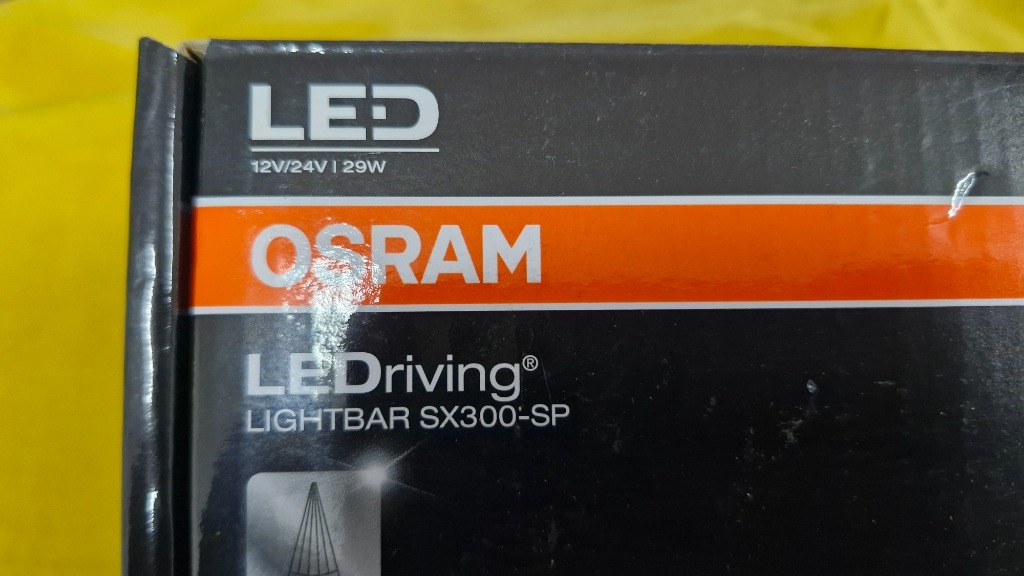 LED
12V/24V | 29W
OSRAM
LEDriving®
LIGHTBAR SX300-SP